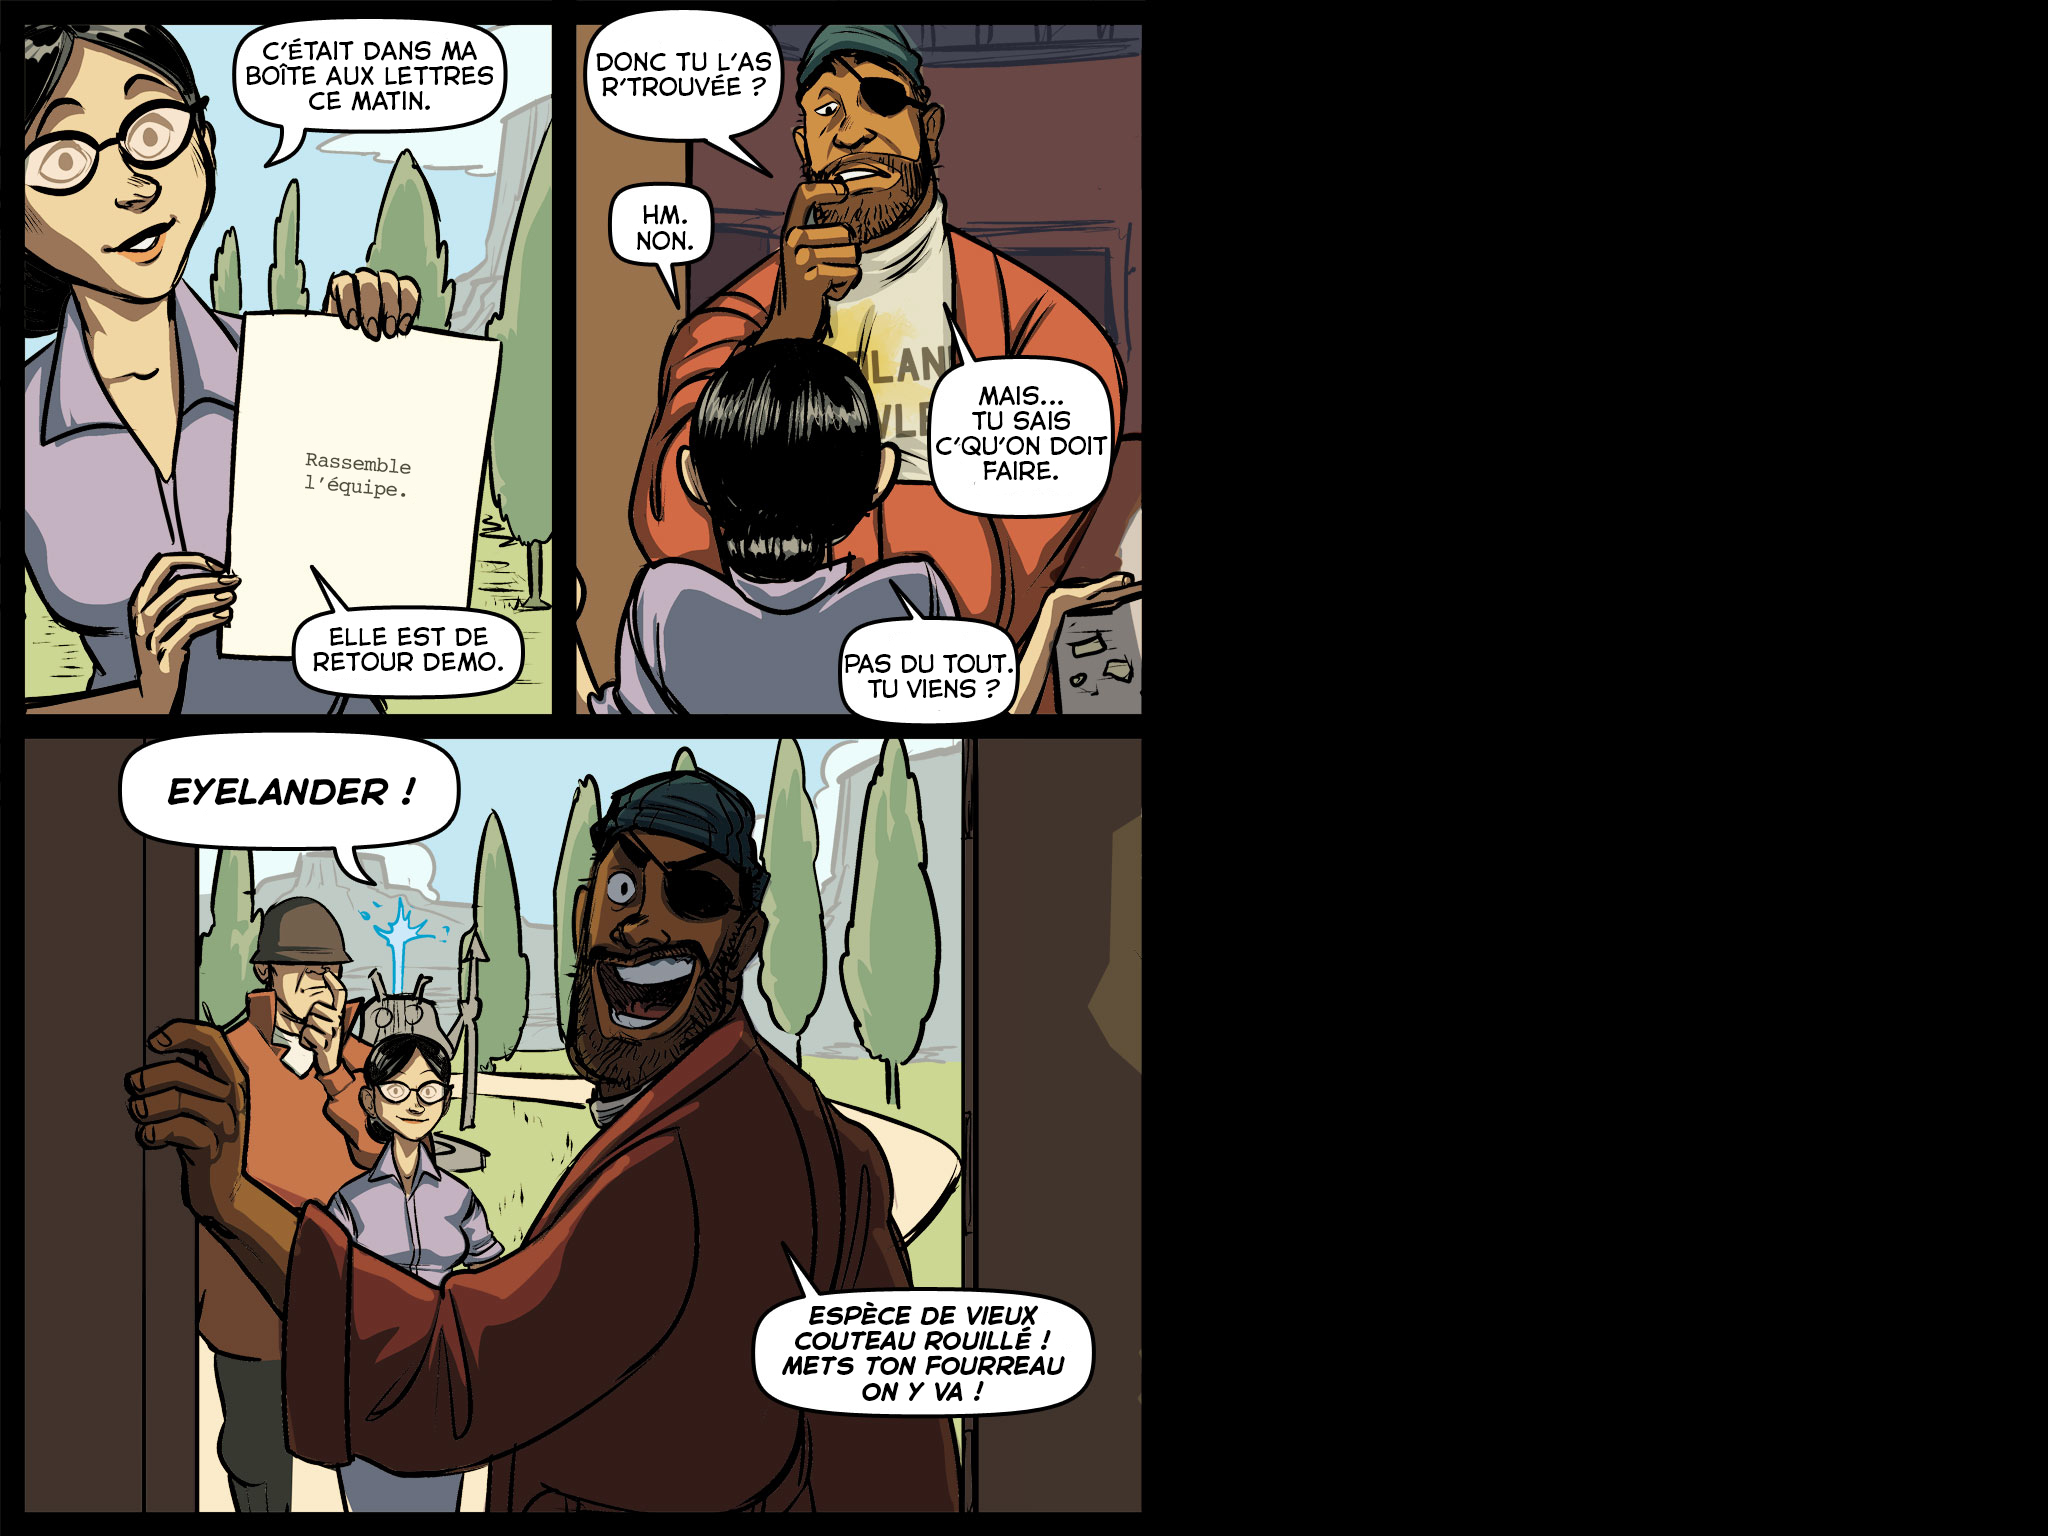 C'ÉTAIT DANS MA
BOÎTE AUX LETTRES
CE MATIN.
Rassemble
l'équipe.
ELLE EST DE
RETOUR DEMO.
DONC TU L'AS
R'TROUVÉE ?
HM.
NON.
MAIS...
TU SAIS
C'QU'ON DOIT
FAIRE.
PAS DU TOUT.
TU VIENS ?
EYELANDER !
ESPÈCE DE VIEUX
COUTEAU ROUILLÉ !
METS TON FOURREAU
ON Y VA !